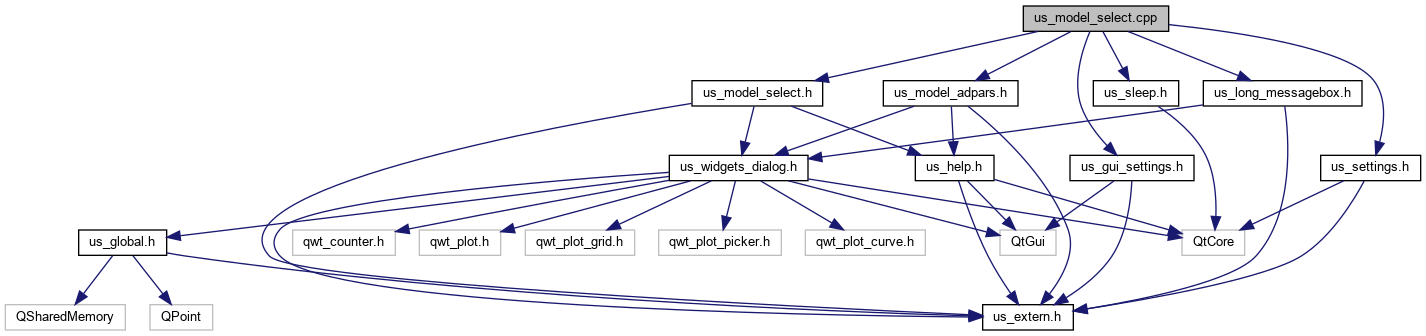 us_model_select.cpp
us_model_select.h
us_model_adpars.h
us_sleep.h
us_long_messagebox.h
us_widgets_dialog.h
us_help.h
us_gui_settings.h
us_settings.h
us_global.h
qwt_counter.h
qwt_plot.h
qwt_plot_grid.h
qwt_plot_picker.h
qwt_plot_curve.h
QtGui
QtCore
QSharedMemory
QPoint
us_extern.h